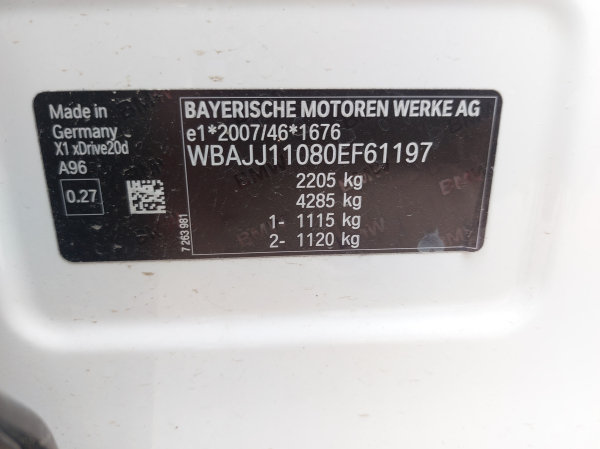 Made in
Germany
X1 xDrive20d
A96
0.27
7 263 981
BAYERISCHE MOTOREN WERKE AG
e1*2007/46*1676
WBAJJ11080EF61197
2205 kg
4285 kg
1- 1115 kg
2- 1120 kg